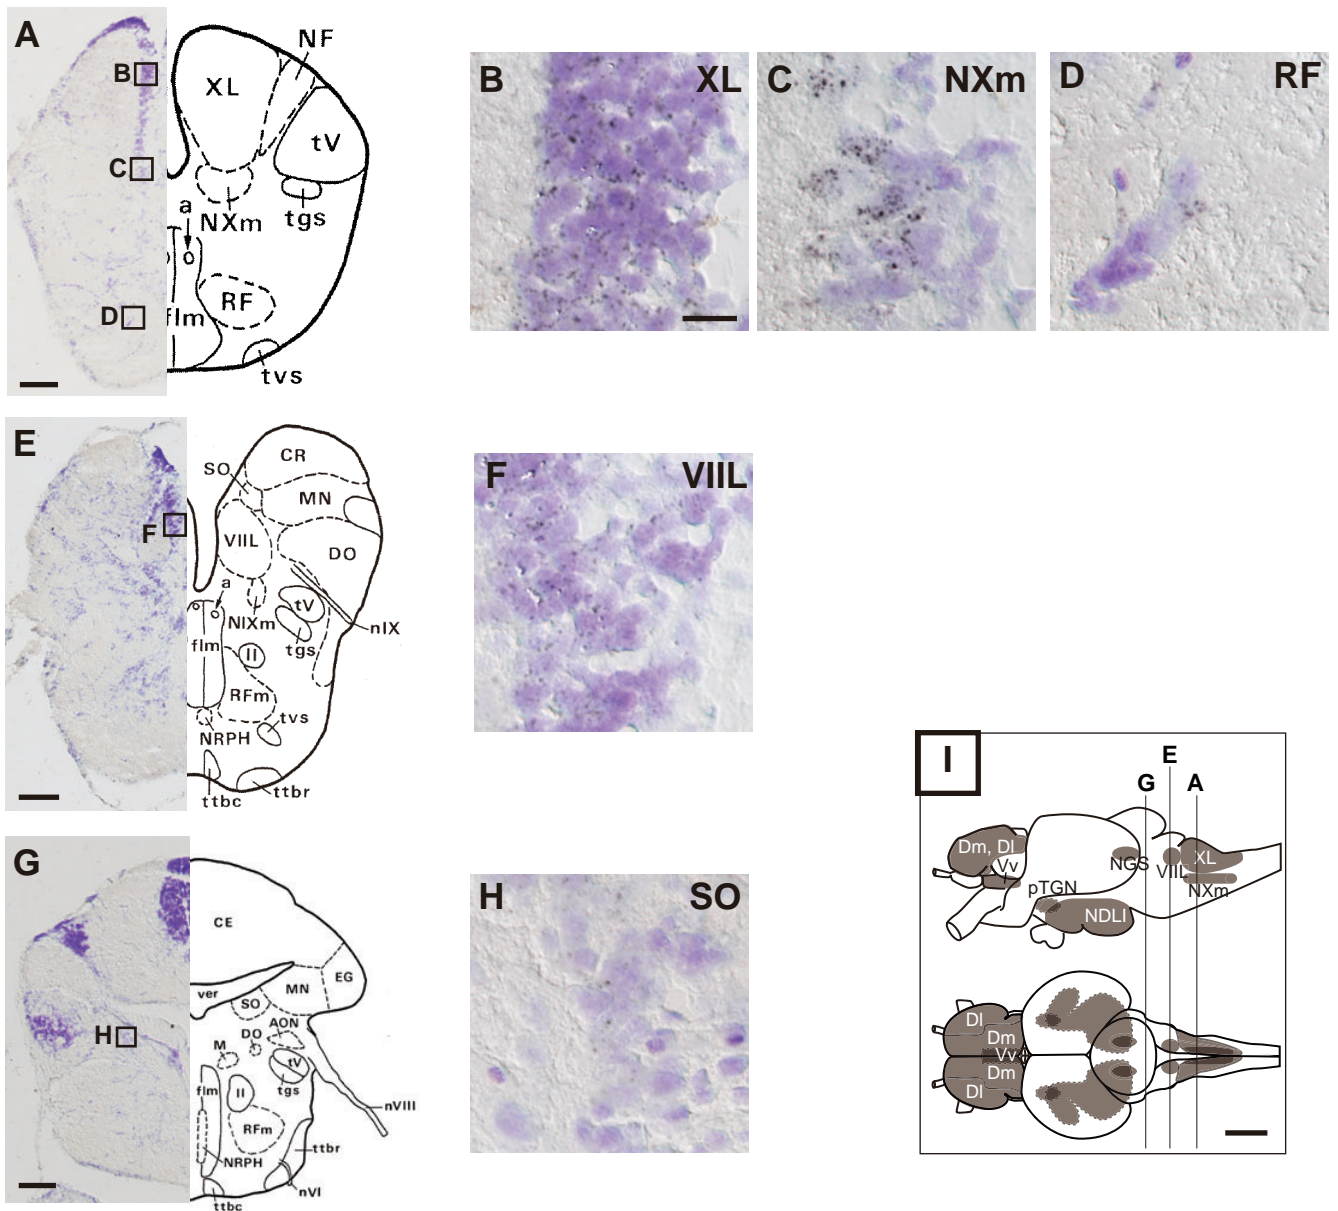 A
B
C
D
XL
NF
tV
NXm
tgs
a
RF
flm
tvs
B XL
C NXm
D RF
E
F
SO
CR
MN
VIIL
DO
a
NIXm
tV
tgs
nIX
flm
II
RFm
NRPH
tvs
ttbc
ttbr
F VIIL
G
H
CE
EG
ver
SO
MN
DO
AON
M
tV
tgs
flm
II
RFm
nVIII
NRPH
ttbr
nVI
ttbc
H SO
I
E
G
A
Dm, Dl
Vv
NGS
VIIL
XL
NXm
pTGN
NDLI
Dl
Dm
Vv
Dm
Dl